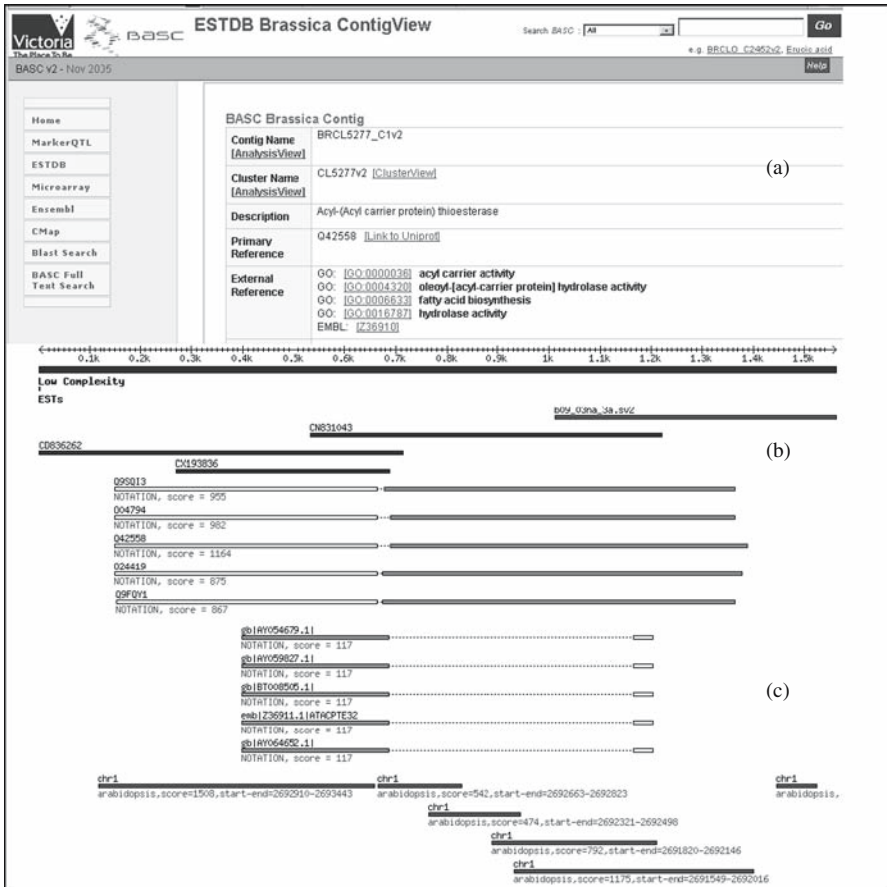 Victoria
The Place To Be
BASC
ESTDB Brassica ContigView
Search BASC : All
Go
e.g. BRCLO_C2452v2, Erucic acid
BASC v2 - Nov 2005
Help
Home
MarkerQTL
ESTDB
Microarray
Ensembl
CMap
Blast Search
BASC Full
Text Search
BASC Brassica Contig
Contig Name
[AnalysisView]
BRCL5277_C1v2
(a)
Cluster Name
[AnalysisView]
CL5277v2 [ClusterView]
Description
Acyl-(Acyl carrier protein) thioesterase
Primary
Reference
Q42558 [Link to Uniprot]
External
Reference
GO: [GO:0000036] acyl carrier activity
GO: [GO:0004320] oleoyl-[acyl-carrier protein] hydrolase activity
GO: [GO:0006633] fatty acid biosynthesis
GO: [GO:0016787] hydrolase activity
EMBL: [Z36910]
0.1k 0.2k 0.3k 0.4k 0.5k 0.6k 0.7k 0.8k 0.9k 1k 1.1k 1.2k 1.3k 1.4k 1.5k
Low Complexity
ESTs
b09_03na_3a.sv2
CN831043
CD836262
(b)
CX193836
Q9SQI3
NOTATION, score = 955
O04794
NOTATION, score = 982
Q42558
NOTATION, score = 1164
O24419
NOTATION, score = 875
Q9FQY1
NOTATION, score = 867
gb|AY054679.1|
NOTATION, score = 117
gb|AY059827.1|
NOTATION, score = 117
gb|BT008505.1|
NOTATION, score = 117
(c)
emb|Z36911.1|ATACPTE32
NOTATION, score = 117
gb|AY064652.1|
NOTATION, score = 117
chr1 chr1 chr1
arabidopsis,score=1508,start-end=2692910-2693443 arabidopsis,score=542,start-end=2692663-2692823 arabidopsis,
chr1
arabidopsis,score=474,start-end=2692321-2692498
chr1
arabidopsis,score=792,start-end=2691820-2692146
chr1
arabidopsis,score=1175,start-end=2691549-2692016